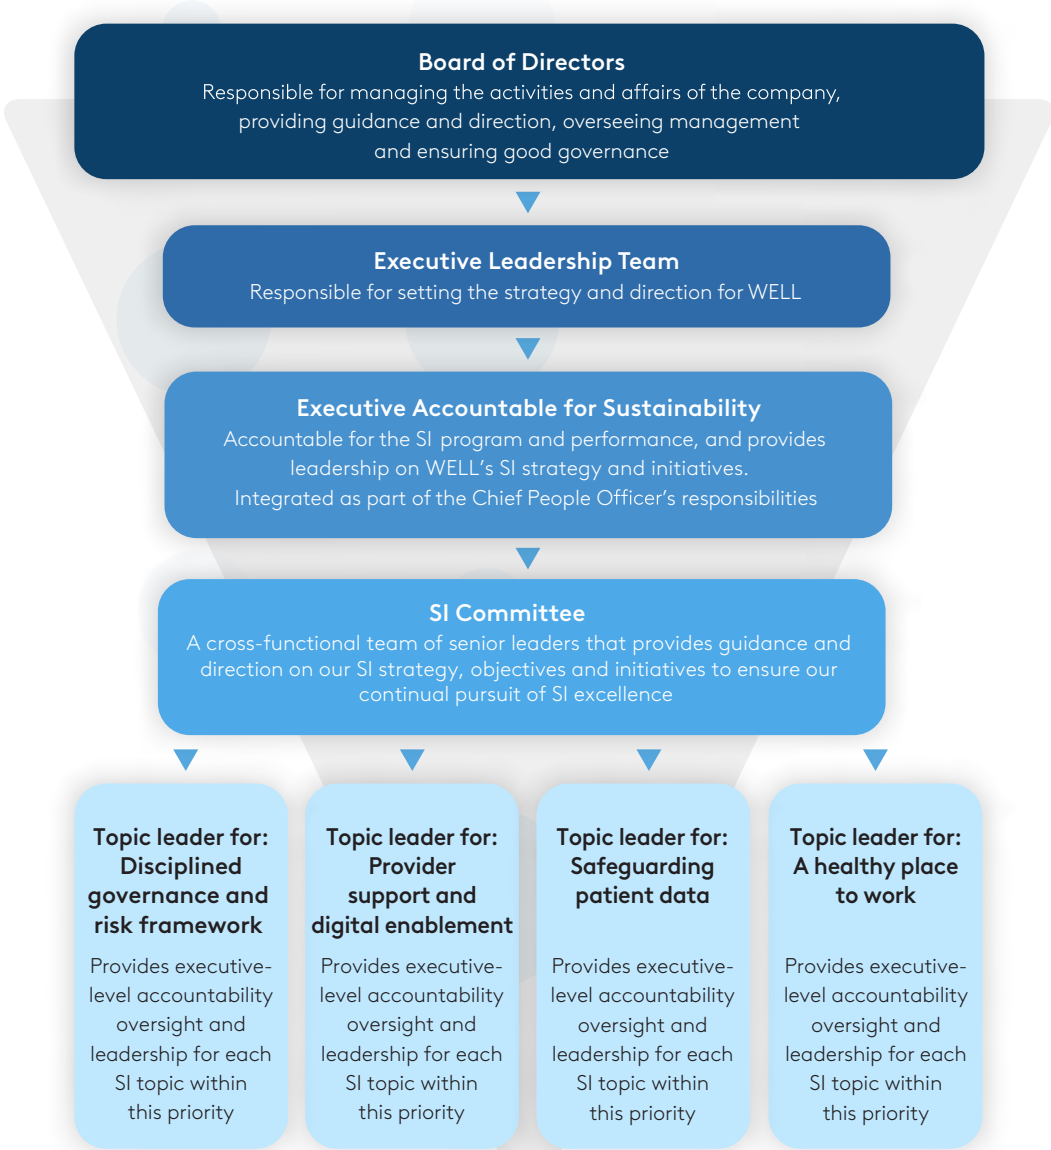 Board of Directors
Responsible for managing the activities and affairs of the company,
providing guidance and direction, overseeing management
and ensuring good governance
Executive Leadership Team
Responsible for setting the strategy and direction for WELL
Executive Accountable for Sustainability
Accountable for the SI program and performance, and provides
leadership on WELL's SI strategy and initiatives.
Integrated as part of the Chief People Officer's responsibilities
SI Committee
A cross-functional team of senior leaders that provides guidance and
direction on our SI strategy, objectives and initiatives to ensure our
continual pursuit of SI excellence
Topic leader for:
Disciplined
governance and
risk framework
Provides executive-
level accountability
oversight and
leadership for each
SI topic within
this priority
Topic leader for:
Provider
support and
digital enablement
Provides executive-
level accountability
oversight and
leadership for each
SI topic within
this priority
Topic leader for:
Safeguarding
patient data
Provides executive-
level accountability
oversight and
leadership for each
SI topic within
this priority
Topic leader for:
A healthy place
to work
Provides executive-
level accountability
oversight and
leadership for each
SI topic within
this priority